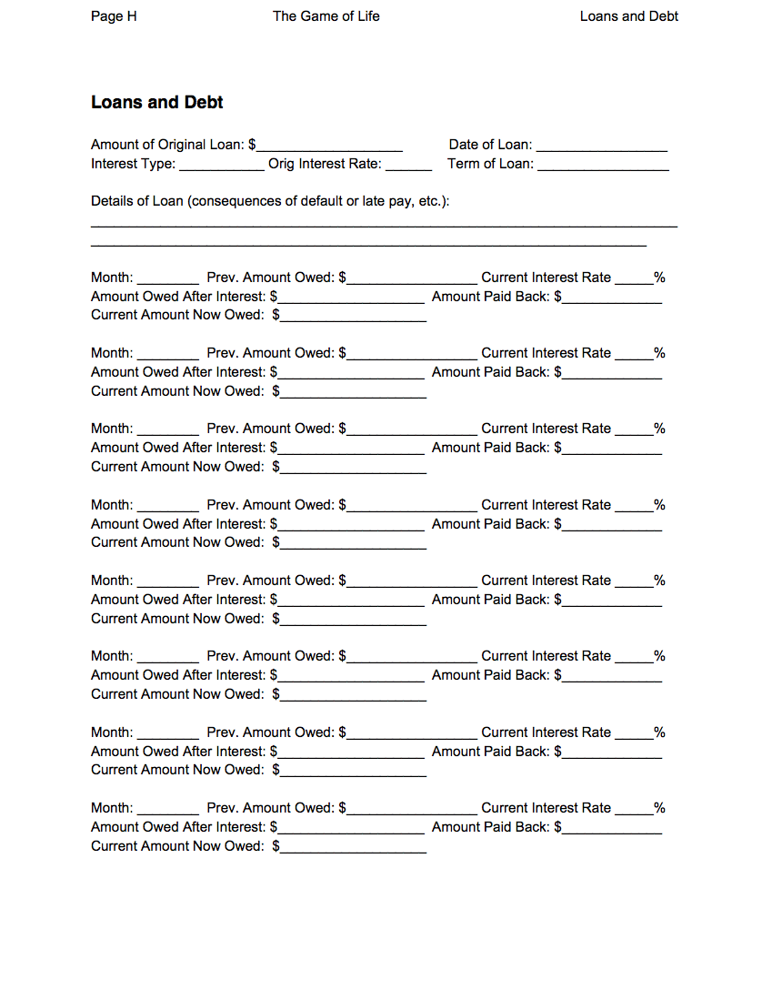 Page H The Game of Life Loans and Debt
Loans and Debt
Amount of Original Loan: $___________________ Date of Loan: _________________
Interest Type: ___________ Orig Interest Rate: ______ Term of Loan: _________________
Details of Loan (consequences of default or late pay, etc.):
____________________________________________________________________________
________________________________________________________________________
Month: ________ Prev. Amount Owed: $_________________ Current Interest Rate _____%
Amount Owed After Interest: $___________________ Amount Paid Back: $_____________
Current Amount Now Owed: $___________________
Month: ________ Prev. Amount Owed: $_________________ Current Interest Rate _____%
Amount Owed After Interest: $___________________ Amount Paid Back: $_____________
Current Amount Now Owed: $___________________
Month: ________ Prev. Amount Owed: $_________________ Current Interest Rate _____%
Amount Owed After Interest: $___________________ Amount Paid Back: $_____________
Current Amount Now Owed: $___________________
Month: ________ Prev. Amount Owed: $_________________ Current Interest Rate _____%
Amount Owed After Interest: $___________________ Amount Paid Back: $_____________
Current Amount Now Owed: $___________________
Month: ________ Prev. Amount Owed: $_________________ Current Interest Rate _____%
Amount Owed After Interest: $___________________ Amount Paid Back: $_____________
Current Amount Now Owed: $___________________
Month: ________ Prev. Amount Owed: $_________________ Current Interest Rate _____%
Amount Owed After Interest: $___________________ Amount Paid Back: $_____________
Current Amount Now Owed: $___________________
Month: ________ Prev. Amount Owed: $_________________ Current Interest Rate _____%
Amount Owed After Interest: $___________________ Amount Paid Back: $_____________
Current Amount Now Owed: $___________________
Month: ________ Prev. Amount Owed: $_________________ Current Interest Rate _____%
Amount Owed After Interest: $___________________ Amount Paid Back: $_____________
Current Amount Now Owed: $___________________